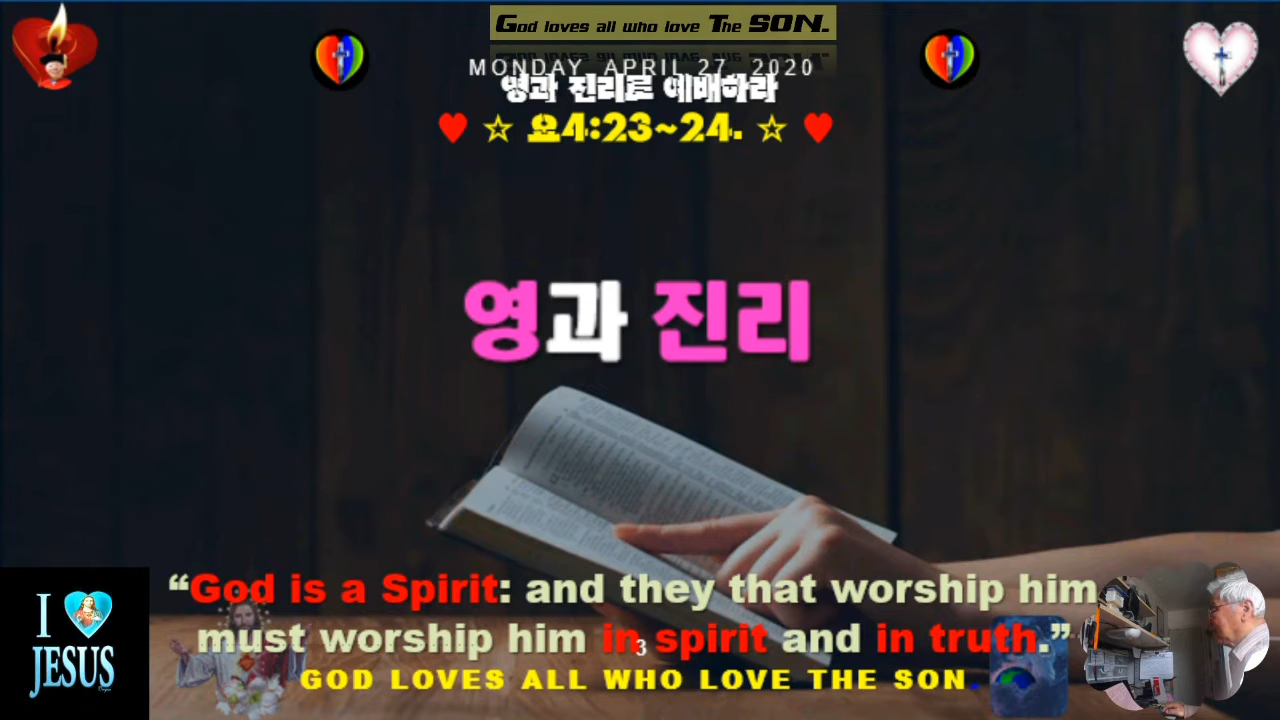 God loves all who love The SON.
MONDAY, APRIL 27, 2020
영과 진리로 예배하라
♥ ☆ 요4:23~24. ☆ ♥
영과 진리
“God is a Spirit: and they that worship him
must worship him in spirit and in truth.”
3
GOD LOVES ALL WHO LOVE THE SON.
I
JESUS